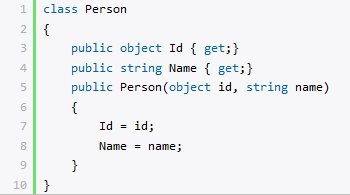 1 class Person
2 {
3     public object Id { get;}
4     public string Name { get;}
5     public Person(object id, string name)
6     {
7         Id = id;
8         Name = name;
9     }
10 }